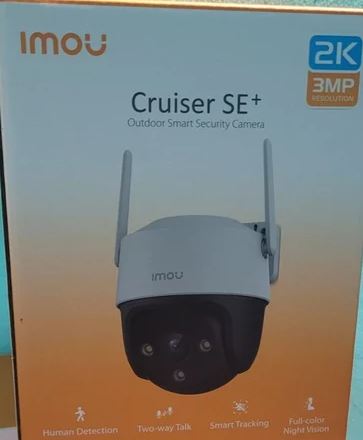 imou
2K
3MP
RESOLUTION
Cruiser SE+
Outdoor Smart Security Camera
imou
Human Detection
Two-way Talk
Smart Tracking
Full-color
Night Vision